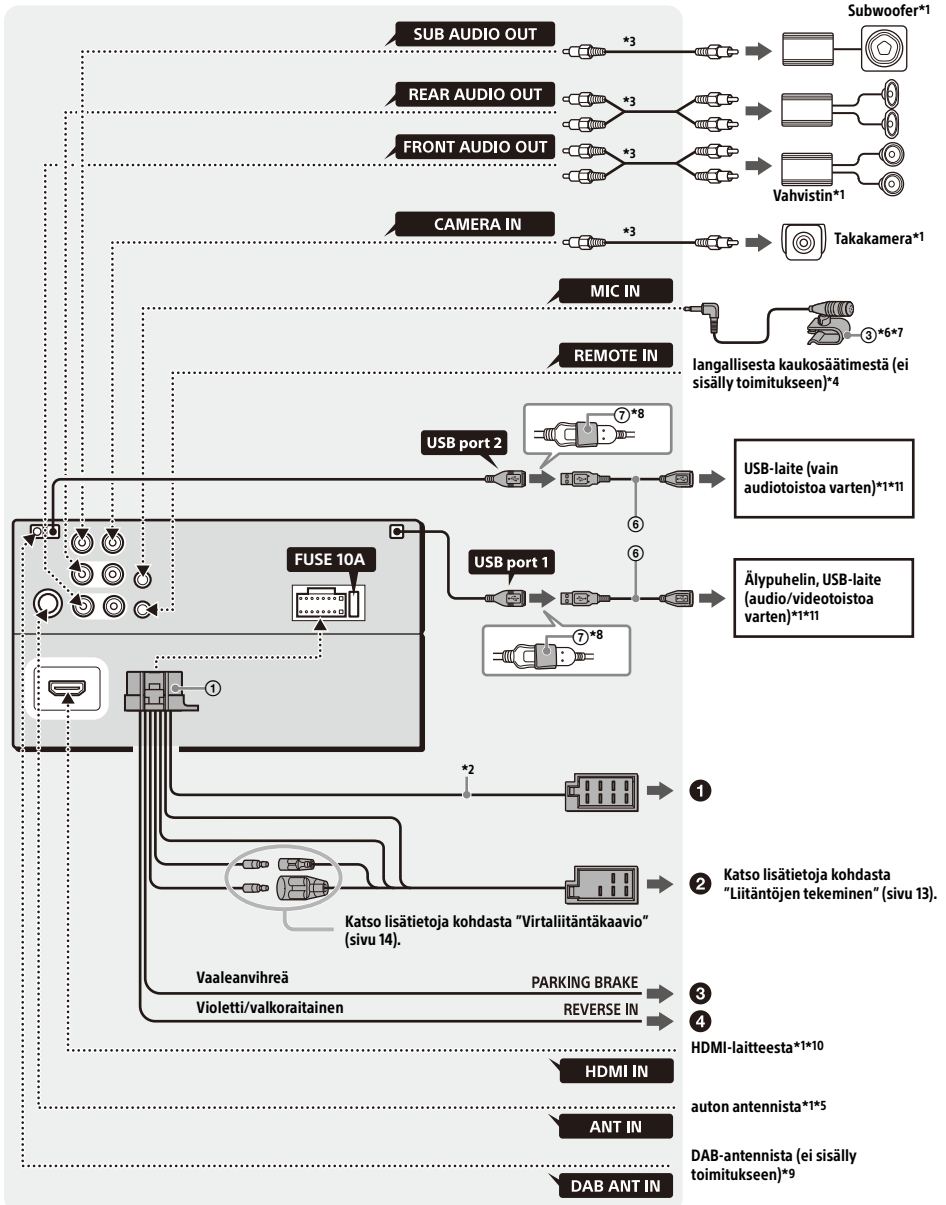 Subwoofer*1
SUB AUDIO OUT
*3
REAR AUDIO OUT
*3
FRONT AUDIO OUT
*3
Vahvistin*1
CAMERA IN
*3
Takakamera*1
MIC IN
③*6*7
REMOTE IN
langallisesta kaukosäätimestä (ei
sisälly toimitukseen)*4
⑦*8
USB port 2
USB-laite (vain
audiotoistoa varten)*1*11
⑥
FUSE 10A
USB port 1
⑥
Älypuhelin, USB-laite
(audio/videotoistoa
varten)*1*11
⑦*8
①
*2
❶
❷
Katso lisätietoja kohdasta
"Liitäntöjen tekeminen" (sivu 13).
Katso lisätietoja kohdasta "Virtaliitäntäkaavio"
(sivu 14).
Vaaleanvihreä
PARKING BRAKE
❸
Violetti/valkoraitainen
REVERSE IN
❹
HDMI-laitteesta*1*10
HDMI IN
auton antennista*1*5
ANT IN
DAB-antennista (ei sisälly
toimitukseen)*9
DAB ANT IN